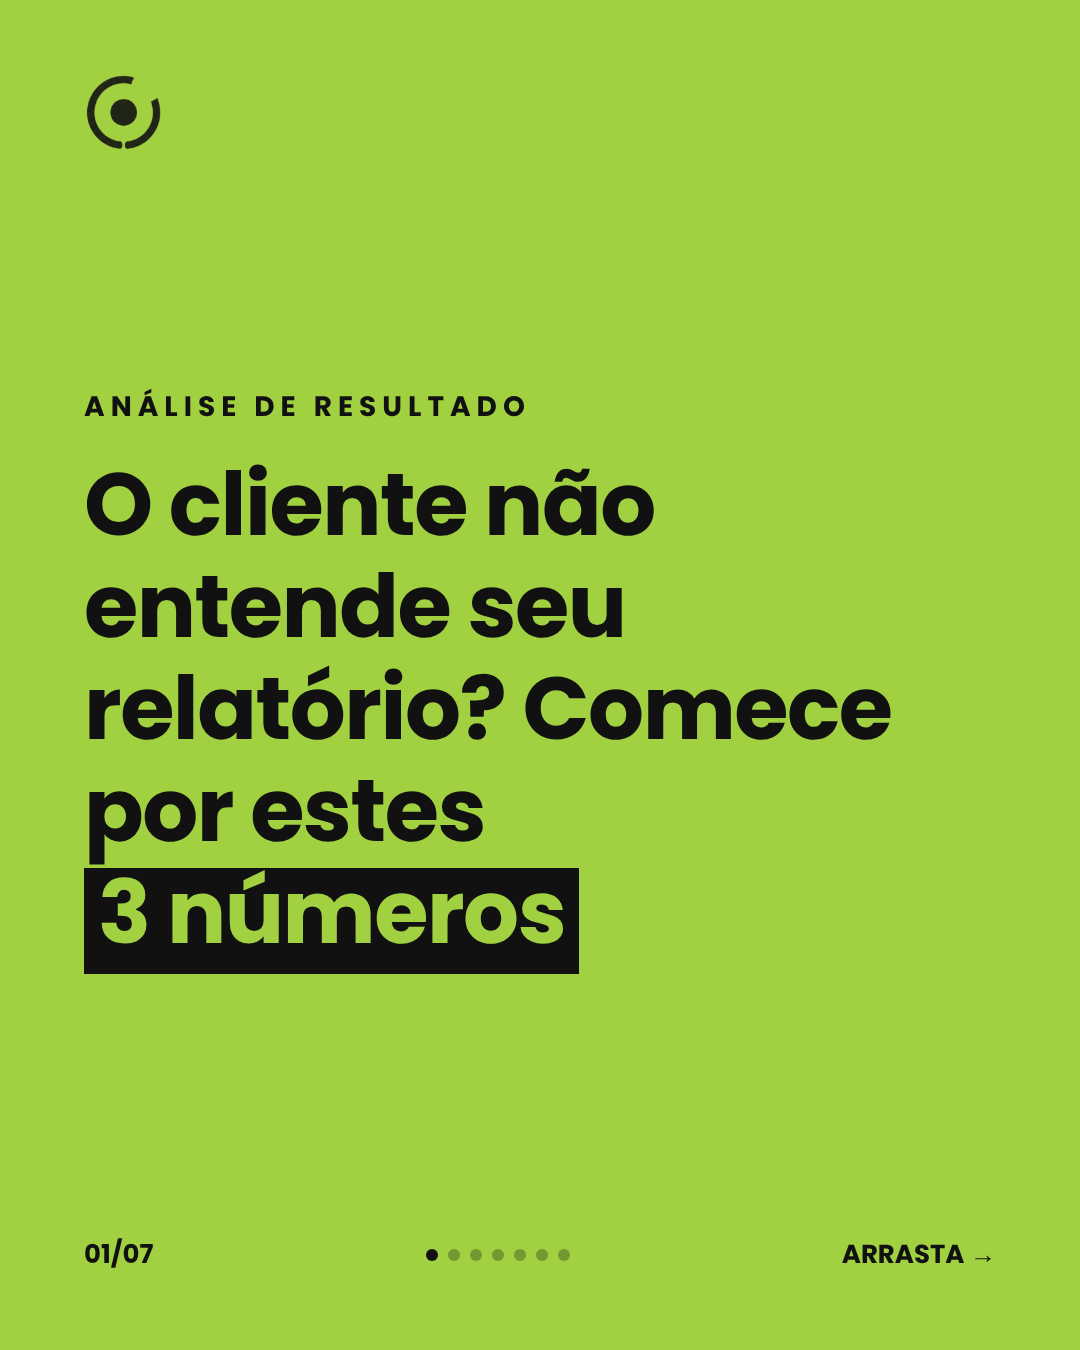 ANÁLISE DE RESULTADO
O cliente não
entende seu
relatório? Comece
por estes
3 números
01/07
ARRASTA →